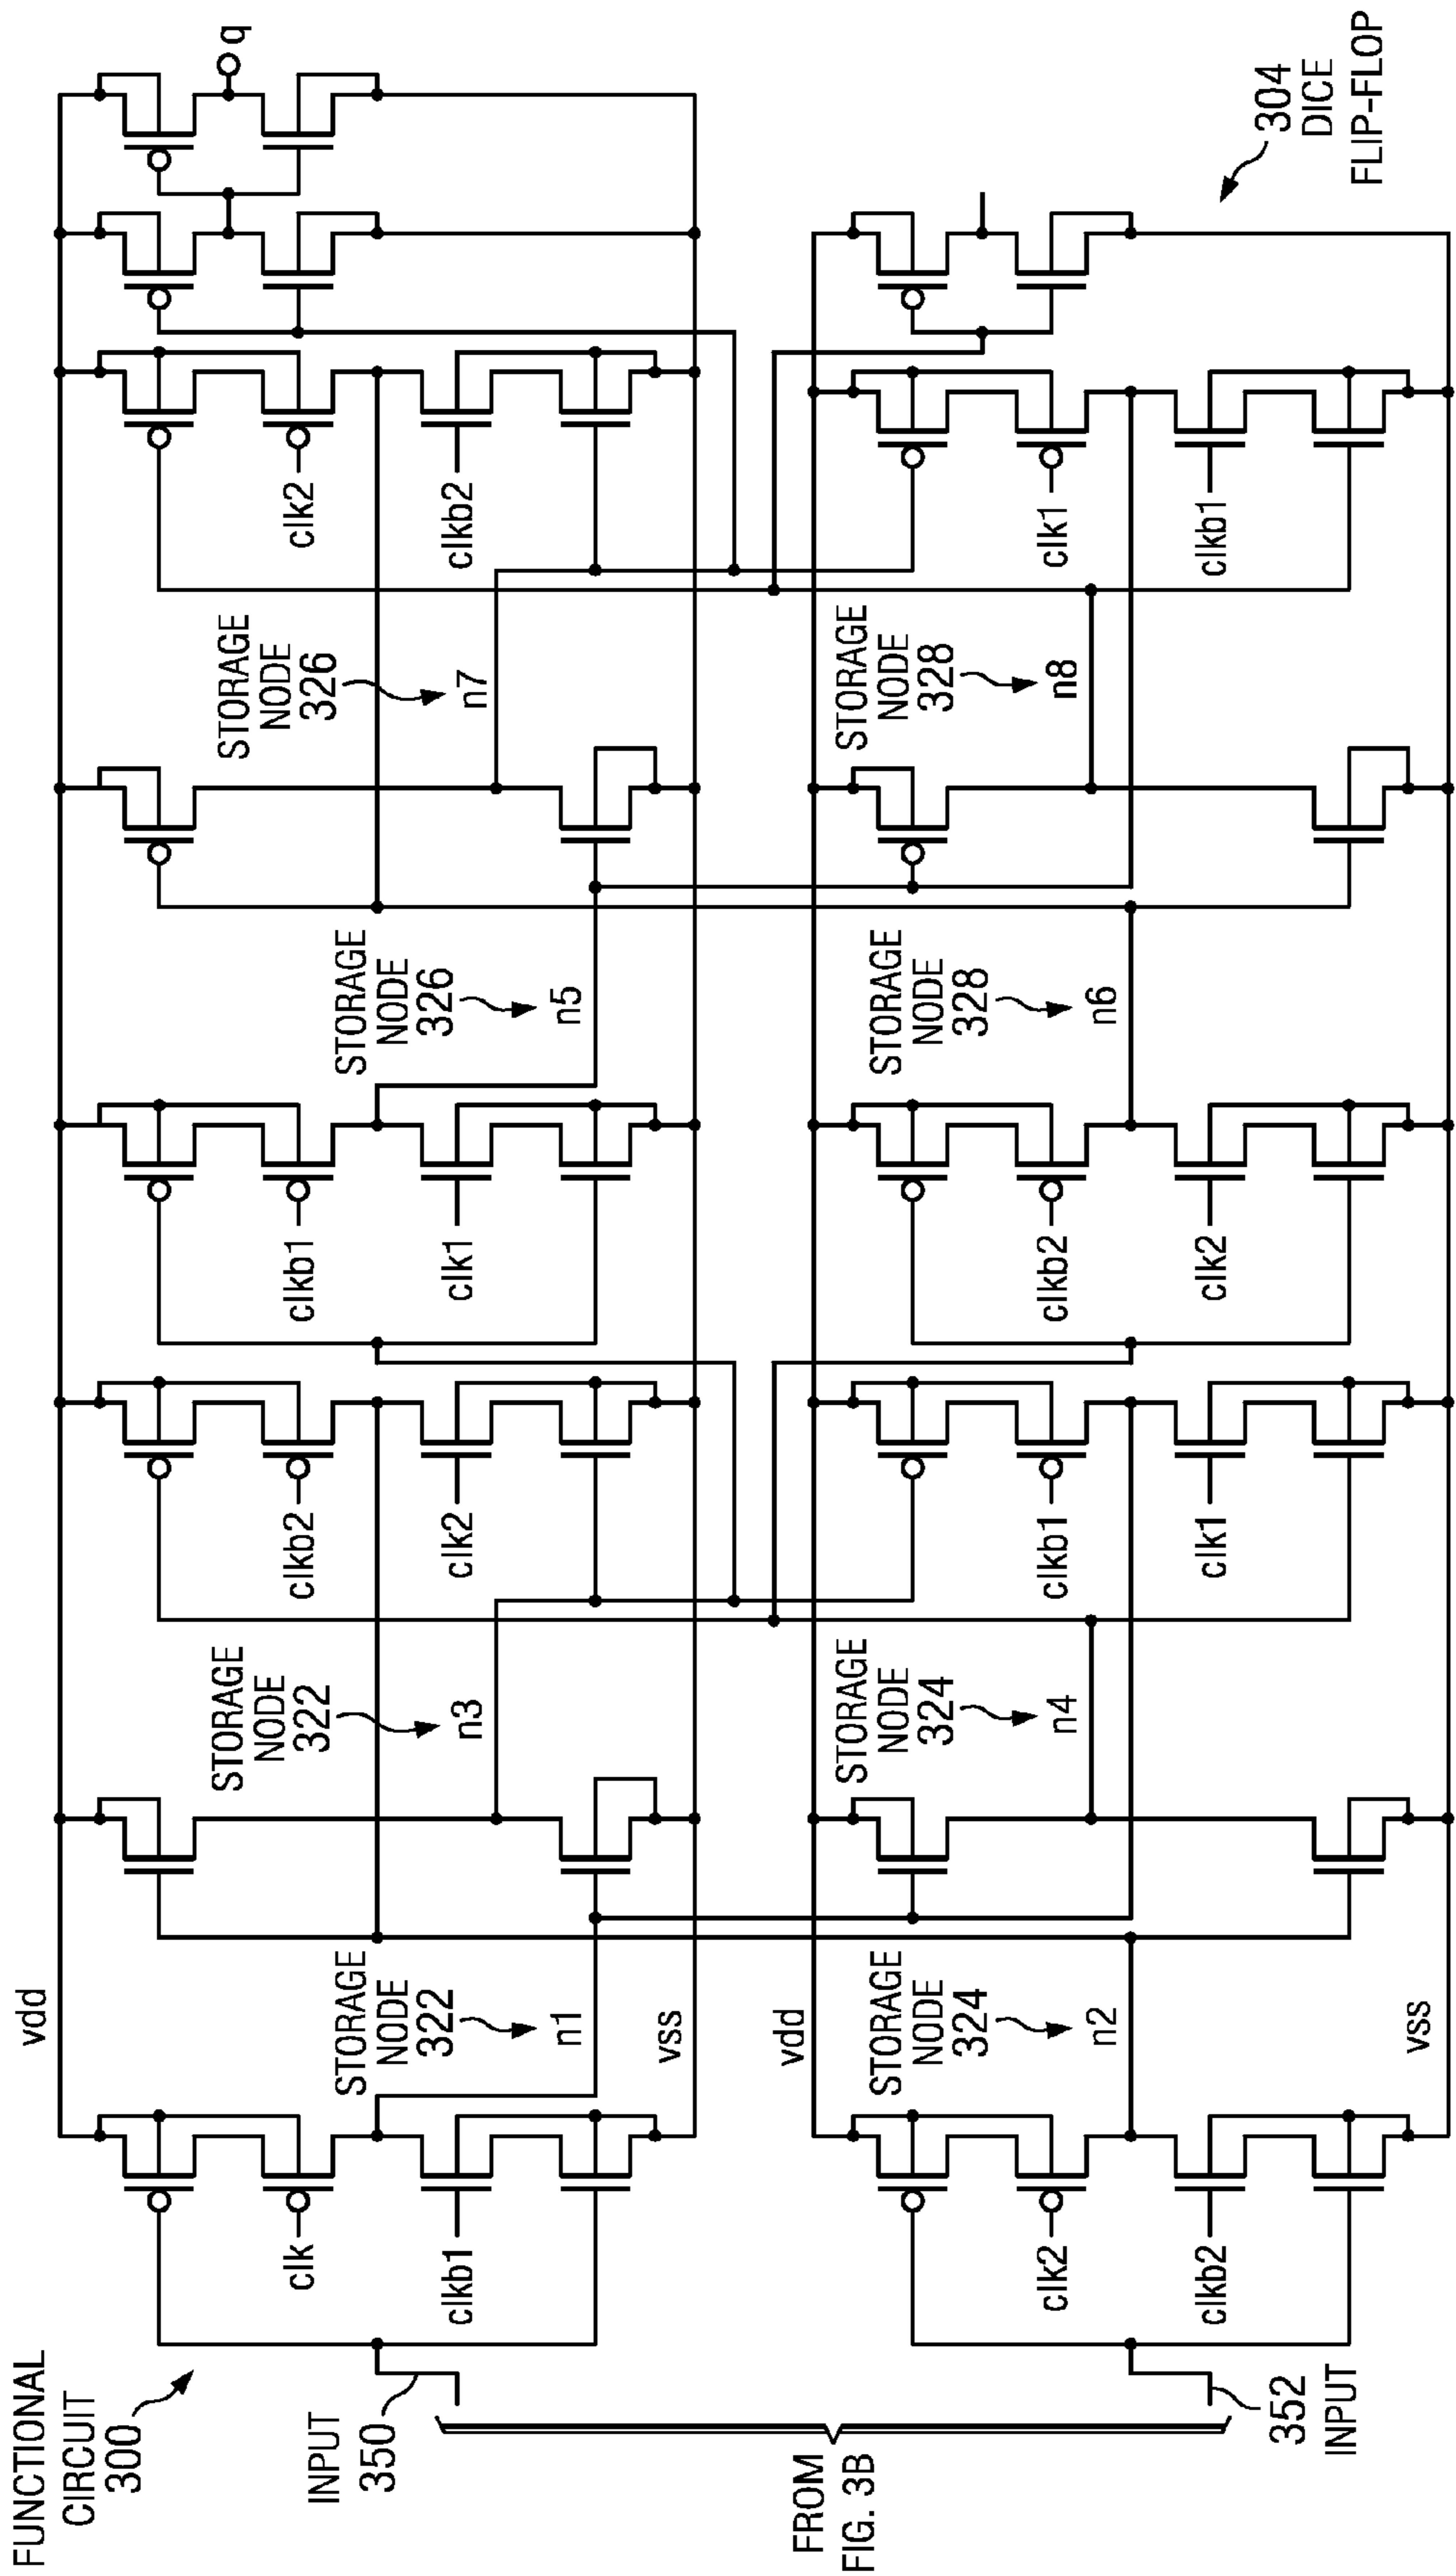 FUNCTIONAL
CIRCUIT
300
vdd
q
clk2
clkb2
STORAGE
NODE
326
n7
STORAGE
NODE
326
n5
clkb1
clk1
clkb2
clk2
STORAGE
NODE
322
n3
STORAGE
NODE
322
n1
vss
clk
clkb1
INPUT
350
304
DICE
FLIP-FLOP
clk1
clkb1
STORAGE
NODE
328
n8
STORAGE
NODE
328
n6
clkb2
clk2
clkb1
clk1
STORAGE
NODE
324
n4
vdd
STORAGE
NODE
324
n2
vss
clk2
clkb2
352
INPUT
FROM
FIG. 3B